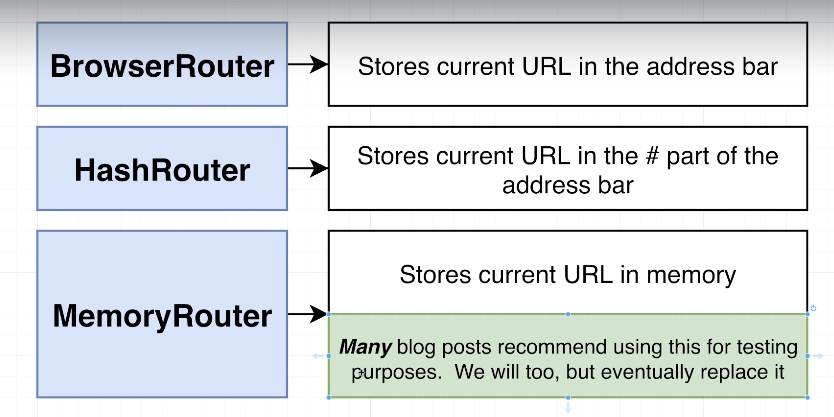 BrowserRouter
Stores current URL in the address bar
HashRouter
Stores current URL in the # part of the
address bar
MemoryRouter
Stores current URL in memory
Many blog posts recommend using this for testing
purposes.  We will too, but eventually replace it